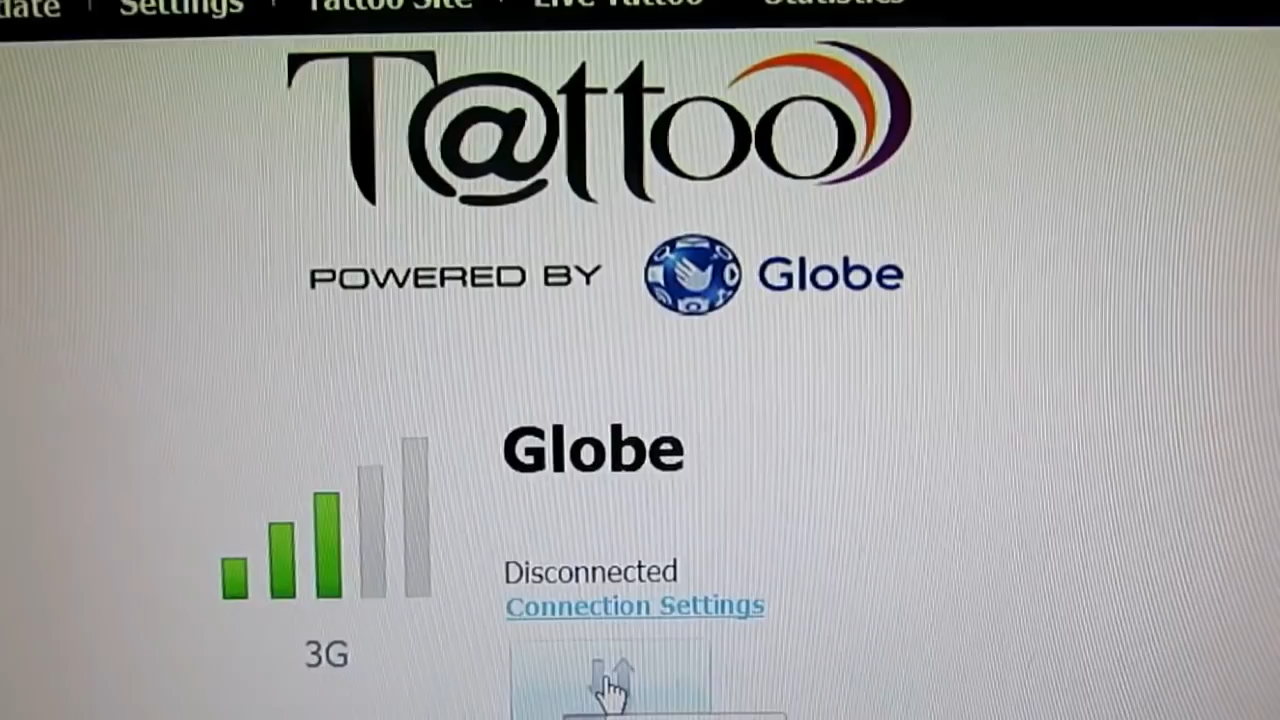 Settings Tattoo Site Live Tattoo Statistics
T@ttoo
POWERED BY Globe
Globe
Disconnected
Connection Settings
3G